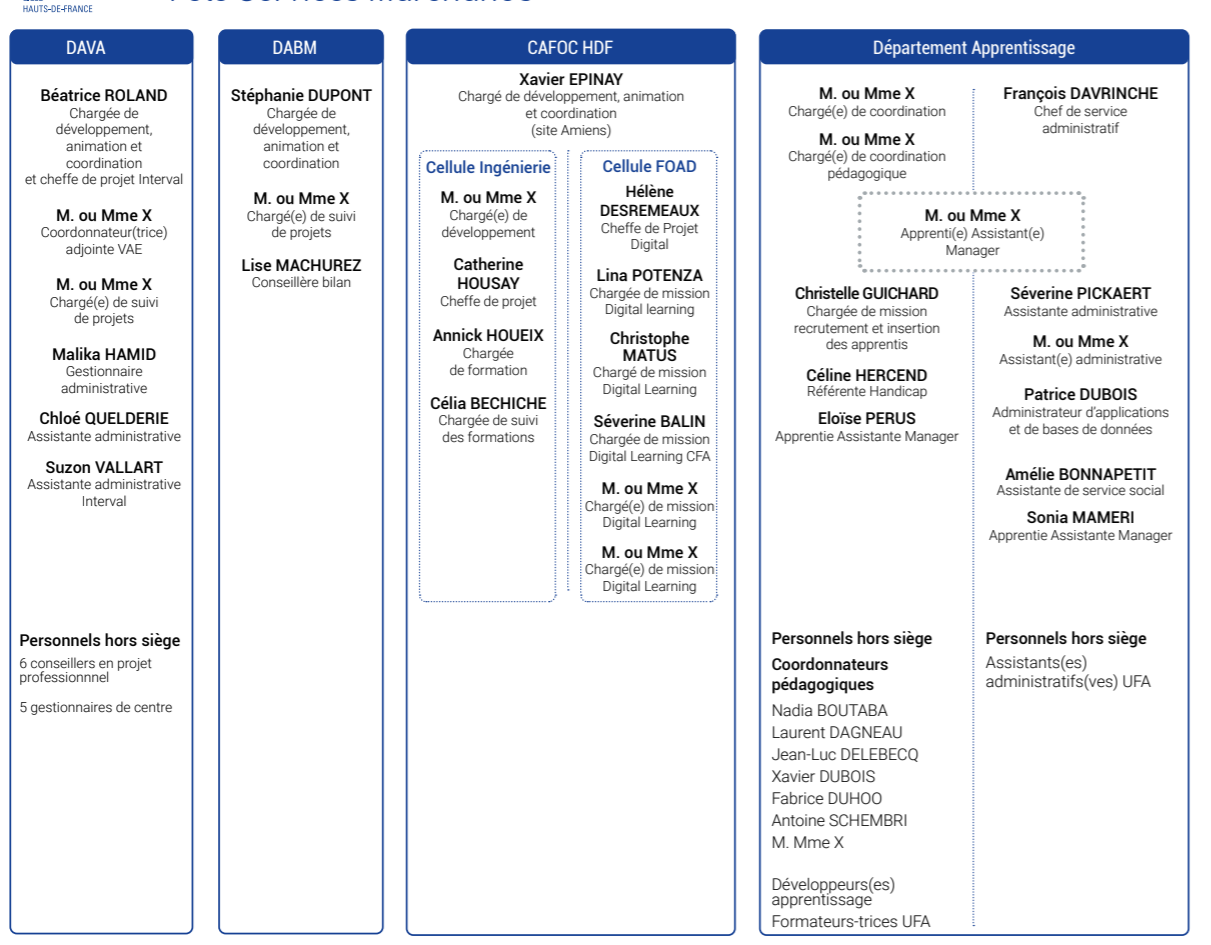 HAUTS-DE-FRANCE
DAVA
Béatrice ROLAND
Chargée de
développement,
animation et
coordination
et cheffe de projet Interval
M. ou Mme X
Coordonnateur(trice)
adjointe VAE
M. ou Mme X
Chargé(e) de suivi
de projets
Malika HAMID
Gestionnaire
administrative
Chloé QUELDERIE
Assistante administrative
Suzon VALLART
Assistante administrative
Interval
Personnels hors siège
6 conseillers en projet
professionnnel
5 gestionnaires de centre
DABM
Stéphanie DUPONT
Chargée de
développement,
animation et
coordination
M. ou Mme X
Chargé(e) de suivi
de projets
Lise MACHUREZ
Conseillère bilan
CAFOC HDF
Xavier EPINAY
Chargé de développement, animation
et coordination
(site Amiens)
Cellule Ingénierie
M. ou Mme X
Chargé(e) de
développement
Catherine
HOUSAY
Cheffe de projet
Annick HOUEIX
Chargée
de formation
Célia BECHICHE
Chargée de suivi
des formations
Cellule FOAD
Hélène
DESREMEAUX
Cheffe de Projet
Digital
Lina POTENZA
Chargée de mission
Digital learning
Christophe
MATUS
Chargé de mission
Digital Learning
Séverine BALIN
Chargée de mission
Digital Learning CFA
M. ou Mme X
Chargé(e) de mission
Digital Learning
M. ou Mme X
Chargé(e) de mission
Digital Learning
Département Apprentissage
M. ou Mme X
Chargé(e) de coordination
M. ou Mme X
Chargé(e) de coordination
pédagogique
François DAVRINCHE
Chef de service
administratif
M. ou Mme X
Apprenti(e) Assistant(e)
Manager
Christelle GUICHARD
Chargée de mission
recrutement et insertion
des apprentis
Céline HERCEND
Référente Handicap
Eloïse PERUS
Apprentie Assistante Manager
Séverine PICKAERT
Assistante administrative
M. ou Mme X
Assistant(e) administrative
Patrice DUBOIS
Administrateur d'applications
et de bases de données
Amélie BONNAPETIT
Assistante de service social
Sonia MAMERI
Apprentie Assistante Manager
Personnels hors siège
Coordonnateurs
pédagogiques
Nadia BOUTABA
Laurent DAGNEAU
Jean-Luc DELEBECQ
Xavier DUBOIS
Fabrice DUHOO
Antoine SCHEMBRI
M. Mme X
Développeurs(es)
apprentissage
Formateurs-trices UFA
Personnels hors siège
Assistants(es)
administratifs(ves) UFA